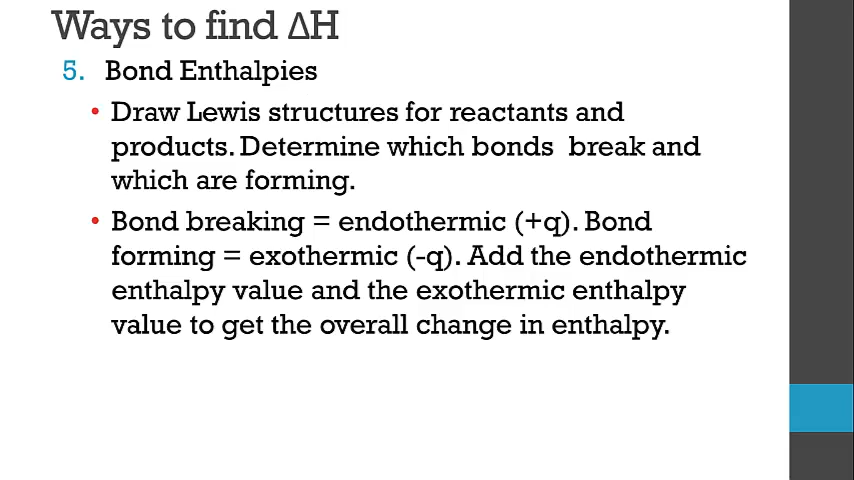 Ways to find ΔH
5. Bond Enthalpies
• Draw Lewis structures for reactants and
products. Determine which bonds break and
which are forming.
• Bond breaking = endothermic (+q). Bond
forming = exothermic (-q). Add the endothermic
enthalpy value and the exothermic enthalpy
value to get the overall change in enthalpy.